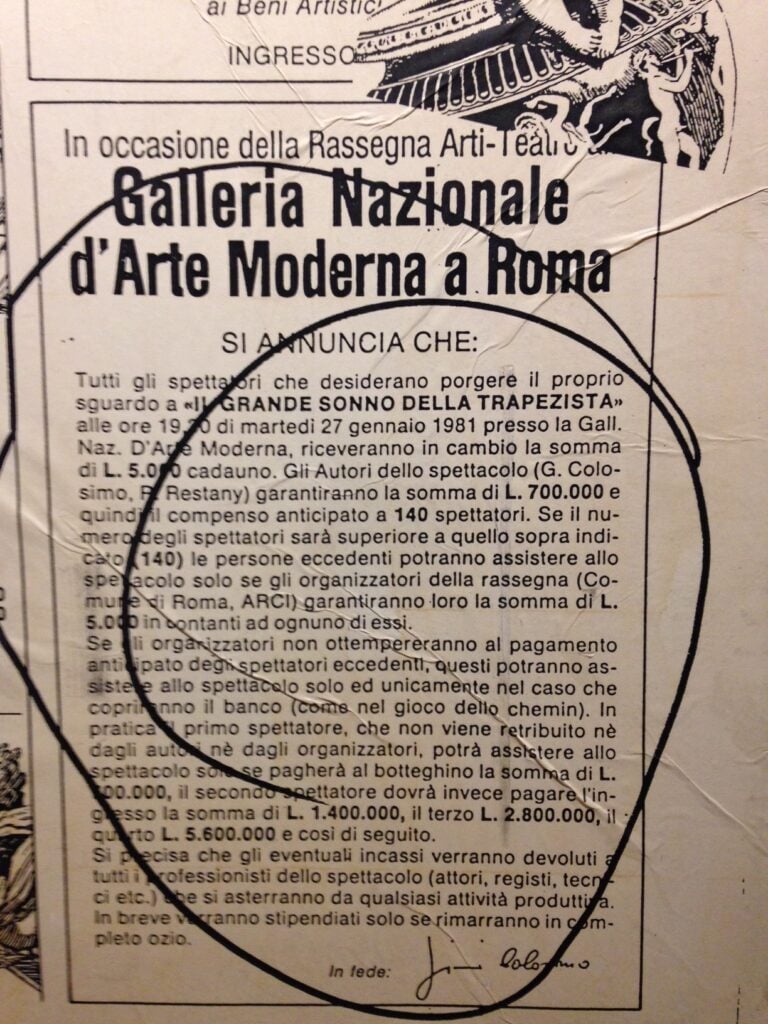 ai Beni Artistici
INGRESSO
In occasione della Rassegna Arti-Teatro
Galleria Nazionale
d'Arte Moderna a Roma
SI ANNUNCIA CHE:
Tutti gli spettatori che desiderano porgere il proprio
sguardo a «IL GRANDE SONNO DELLA TRAPEZISTA»
alle ore 19,30 di martedi 27 gennaio 1981 presso la Gall.
Naz. D'Arte Moderna, riceveranno in cambio la somma
di L. 5.000 cadauno. Gli Autori dello spettacolo (G. Colo-
simo, P. Restany) garantiranno la somma di L. 700.000 e
quindi il compenso anticipato a 140 spettatori. Se il nu-
mero degli spettatori sarà superiore a quello sopra indi-
cato (140) le persone eccedenti potranno assistere allo
spettacolo solo se gli organizzatori della rassegna (Co-
mune di Roma, ARCI) garantiranno loro la somma di L.
5.000 in contanti ad ognuno di essi.
Se gli organizzatori non ottempereranno al pagamento
anticipato degli spettatori eccedenti, questi potranno as-
sistere allo spettacolo solo ed unicamente nel caso che
copriranno il banco (come nel gioco dello chemin). In
pratica il primo spettatore, che non viene retribuito nè
dagli autori nè dagli organizzatori, potrà assistere allo
spettacolo solo se pagherà al botteghino la somma di L.
700.000, il secondo spettatore dovrà invece pagare l'in-
gresso la somma di L. 1.400.000, il terzo L. 2.800.000, il
quarto L. 5.600.000 e cosi di seguito.
Si precisa che gli eventuali incassi verranno devoluti a
tutti i professionisti dello spettacolo (attori, registi, tecni-
ci etc.) che si asterranno da qualsiasi attività produttiva.
In breve verranno stipendiati solo se rimarranno in com-
pleto ozio.
In fede: Colosimo